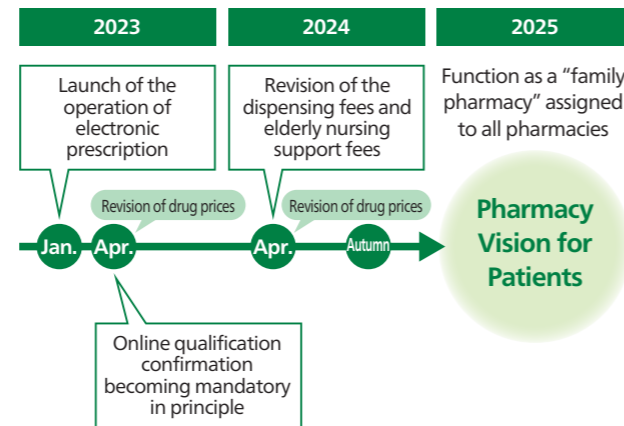 2023
2024
2025
Launch of the
operation of
electronic
prescription
Revision of the
dispensing fees and
elderly nursing
support fees
Function as a “family
pharmacy” assigned
to all pharmacies
Revision of drug prices
Revision of drug prices
Jan.
Apr.
Apr.
Autumn
Pharmacy
Vision for
Patients
Online qualification
confirmation
becoming mandatory
in principle